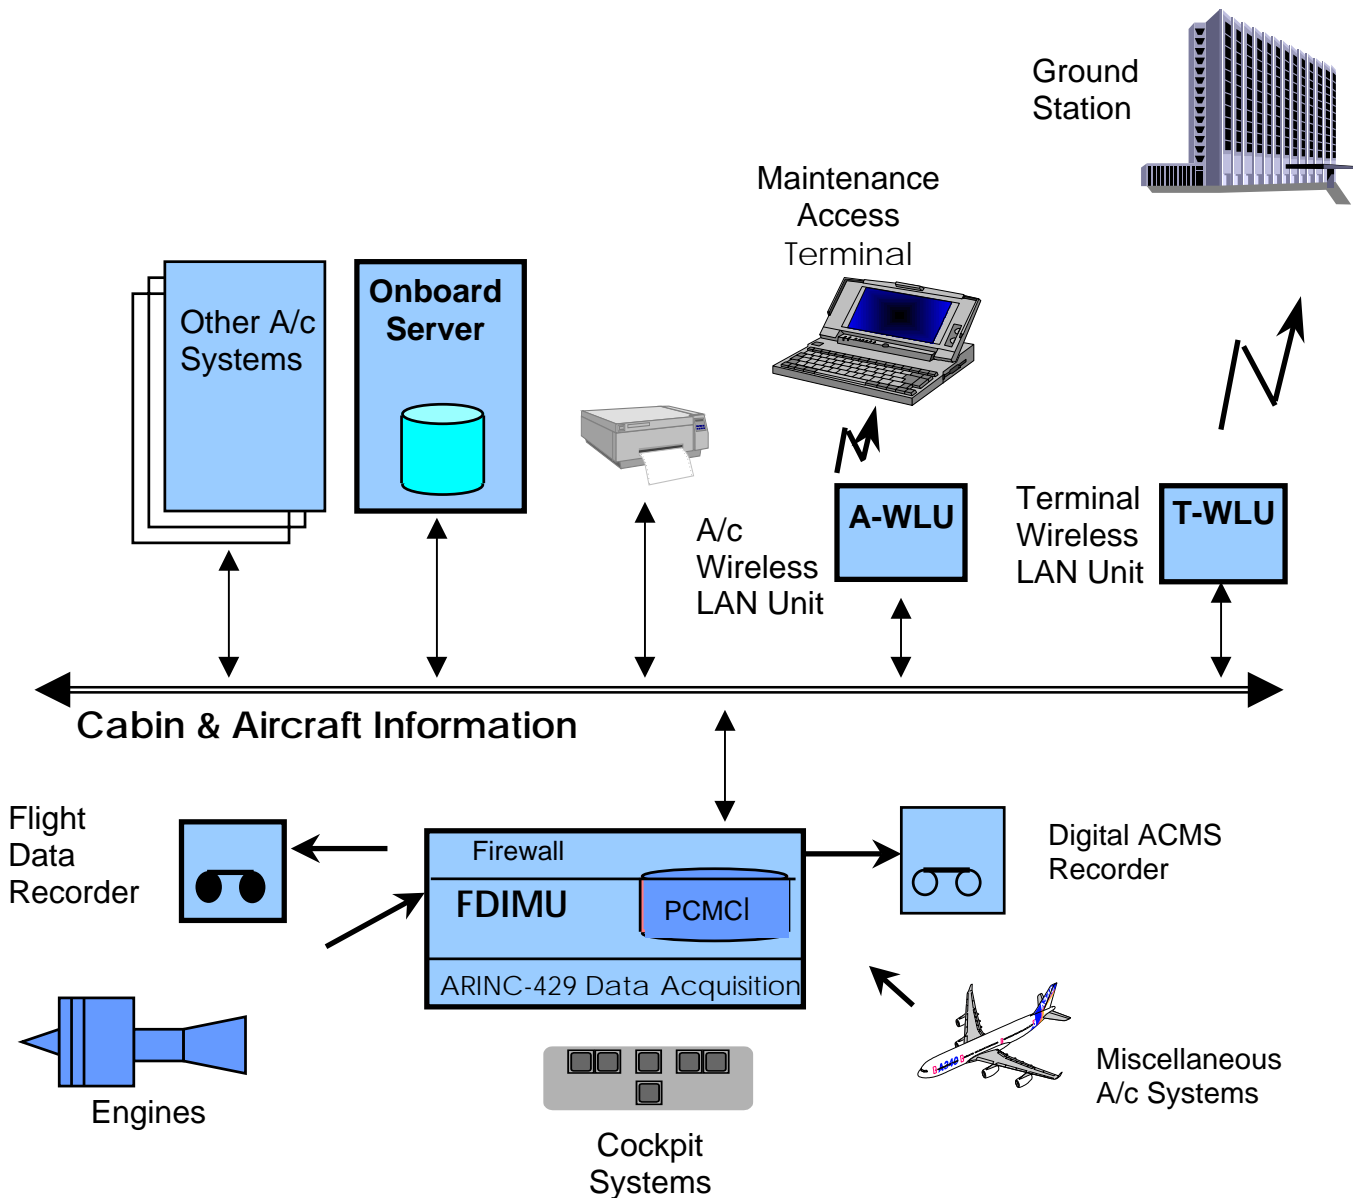 Ground
Station
Maintenance
Access
Terminal
Other A/c
Systems
Onboard
Server
A/c
Wireless
LAN Unit
A-WLU
Terminal
Wireless
LAN Unit
T-WLU
Cabin & Aircraft Information
Flight
Data
Recorder
Firewall
FDIMU
PCMCI
ARINC-429 Data Acquisition
Digital ACMS
Recorder
Engines
Cockpit
Systems
A340
Miscellaneous
A/c Systems